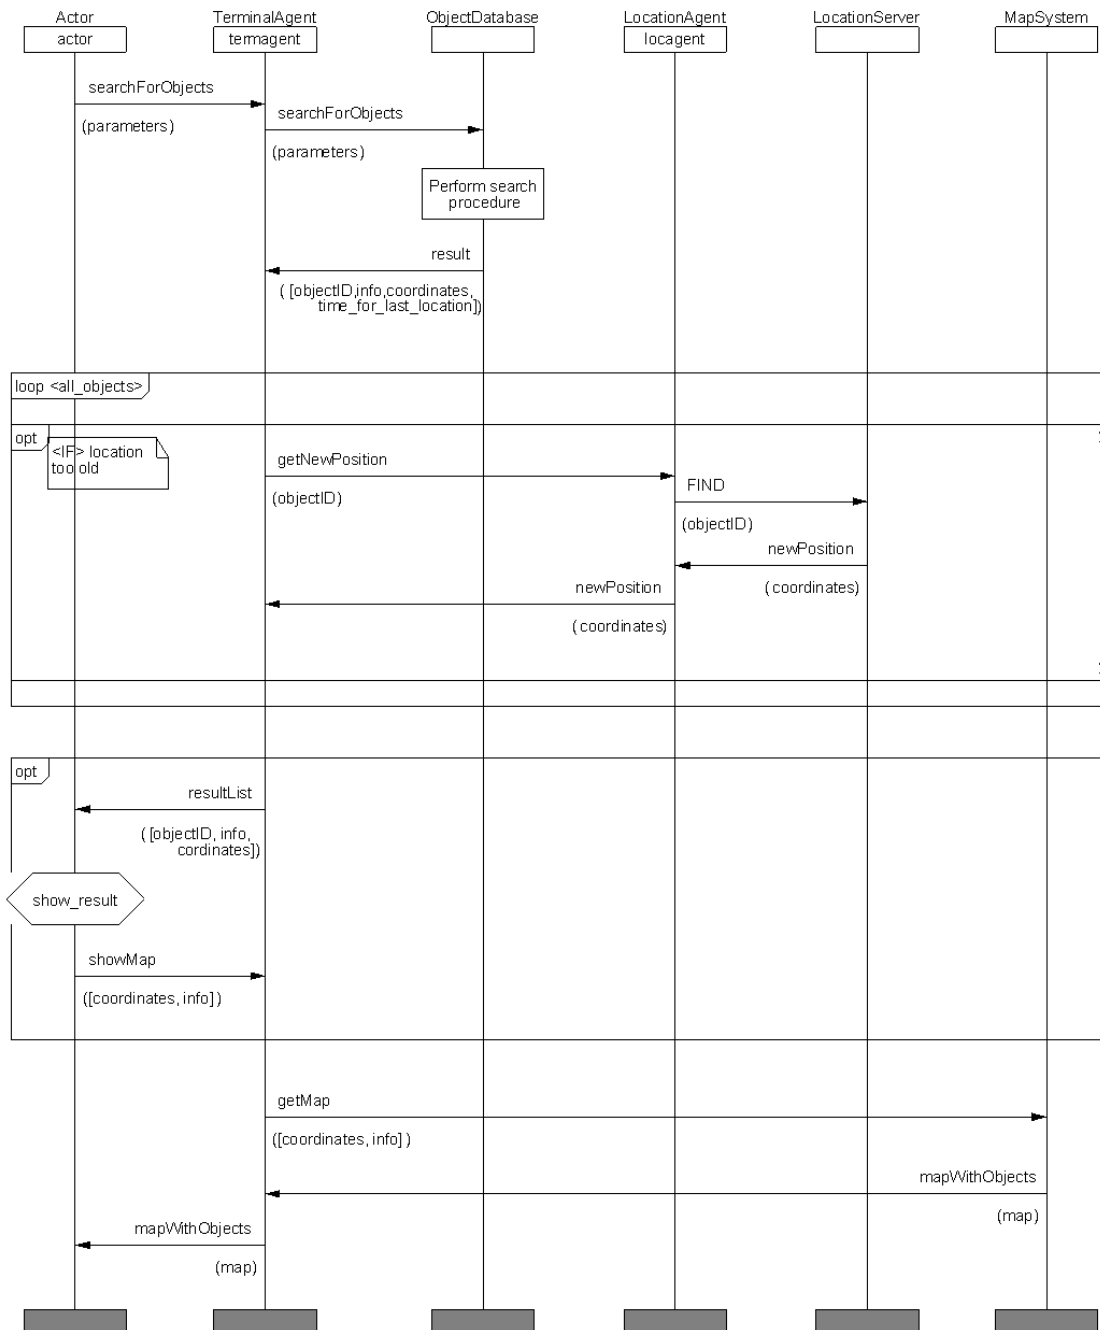 Actor TerminalAgent ObjectDatabase LocationAgent LocationServer MapSystem
actor termagent locagent
searchForObjects
(parameters)
searchForObjects
(parameters)
Perform search
procedure
result
( [objectID,info,coordinates,
time_for_last_location])
loop <all_objects>
opt
<IF> location
too old
getNewPosition
(objectID)
FIND
(objectID)
newPosition
(coordinates)
newPosition
(coordinates)
opt
resultList
( [objectID, info,
cordinates])
show_result
showMap
([coordinates, info] )
getMap
([coordinates, info] )
mapWithObjects
(map)
mapWithObjects
(map)